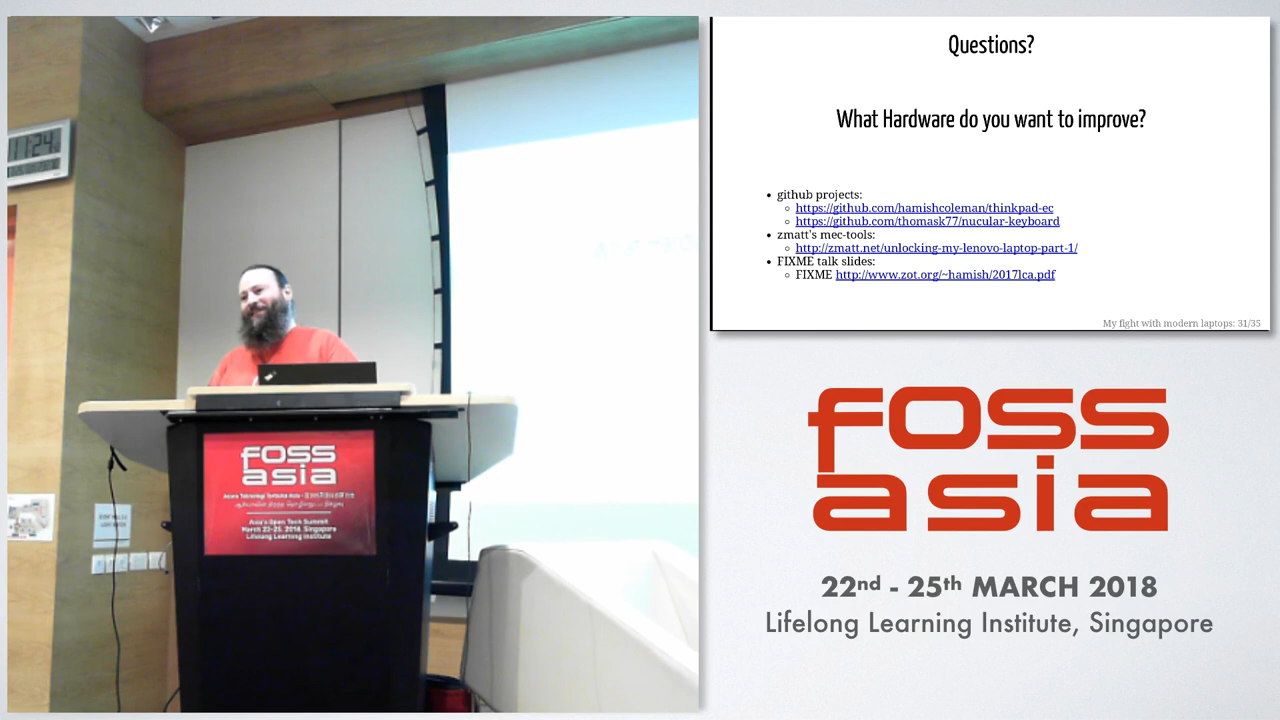 11:24
foss
asia
Asia's Open Tech Summit
March 22-25, 2018, Singapore
Lifelong Learning Institute
Questions?
What Hardware do you want to improve?
• github projects:
◦ https://github.com/hamishcoleman/thinkpad-ec
◦ https://github.com/thomask77/nucular-keyboard
• zmatt's mec-tools:
◦ http://zmatt.net/unlocking-my-lenovo-laptop-part-1/
• FIXME talk slides:
◦ FIXME http://www.zot.org/~hamish/2017lca.pdf
My fight with modern laptops: 31/35
foss
asia
22nd - 25th MARCH 2018
Lifelong Learning Institute, Singapore